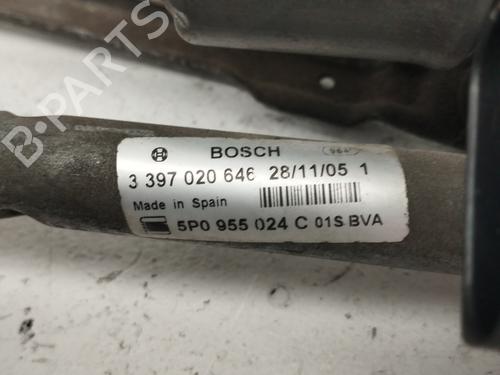 B-PARTS
BOSCH
3 397 020 646 28/11/05 1
Made in Spain
5P0 955 024 C 01S BVA